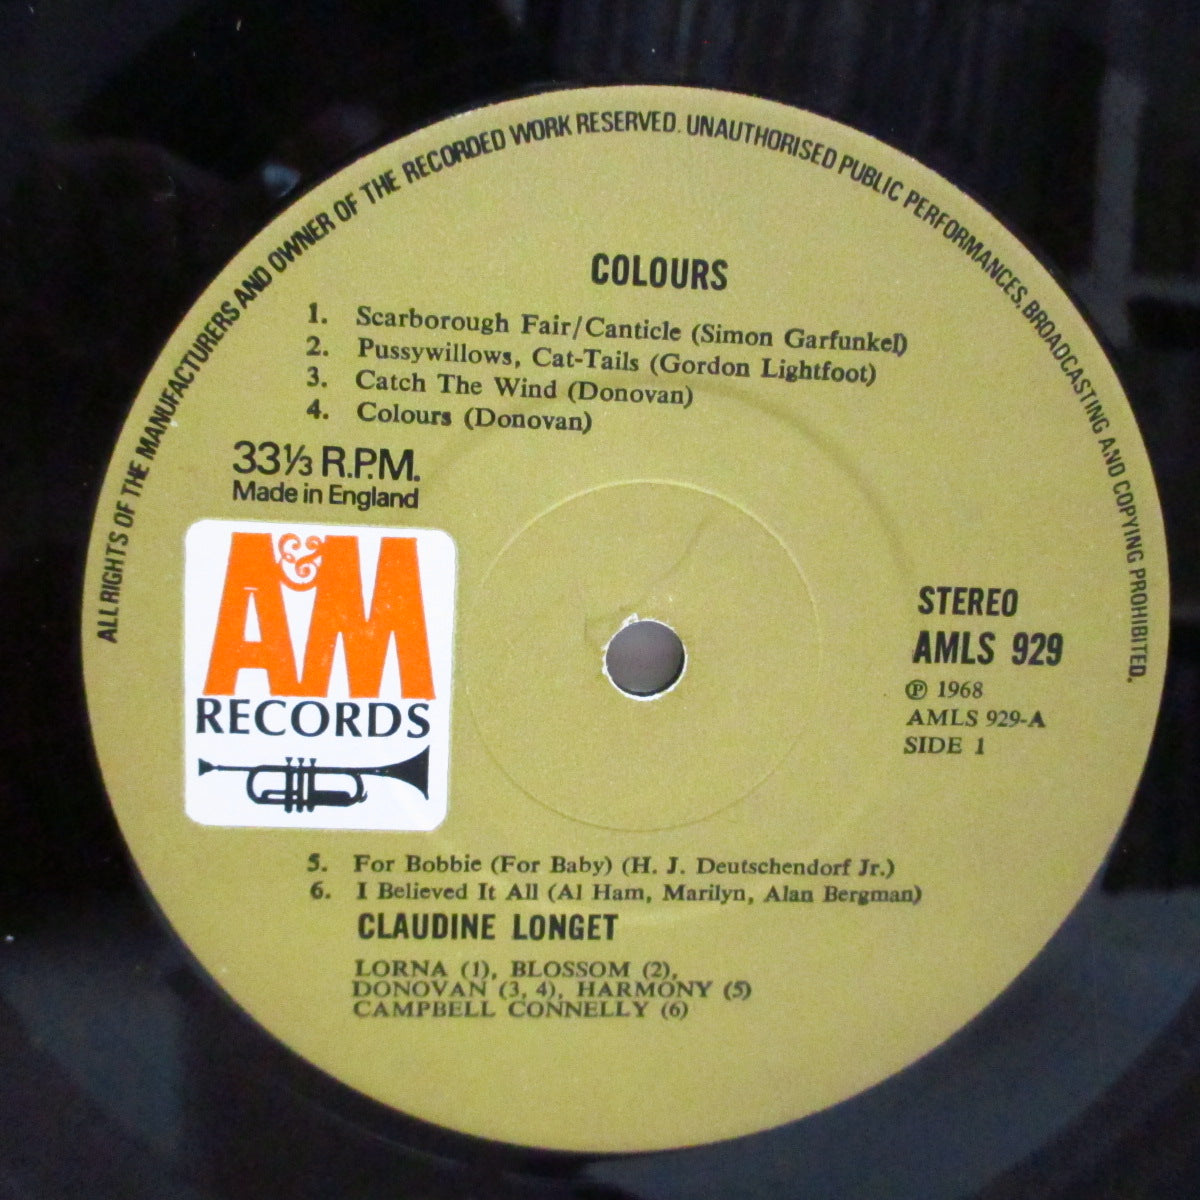 ALL RIGHTS OF THE MANUFACTURERS AND OWNER OF THE RECORDED WORK RESERVED. UNAUTHORISED PUBLIC PERFORMANCES, BROADCASTING AND COPYING PROHIBITED.
COLOURS
1. Scarborough Fair/Canticle (Simon Garfunkel)
2. Pussywillows, Cat-Tails (Gordon Lightfoot)
3. Catch The Wind (Donovan)
4. Colours (Donovan)
33⅓ R.P.M.
Made in England
A&M
RECORDS
STEREO
AMLS 929
℗ 1968
AMLS 929-A
SIDE 1
5. For Bobbie (For Baby) (H. J. Deutschendorf Jr.)
6. I Believed It All (Al Ham, Marilyn, Alan Bergman)
CLAUDINE LONGET
LORNA (1), BLOSSOM (2),
DONOVAN (3, 4), HARMONY (5)
CAMPBELL CONNELLY (6)